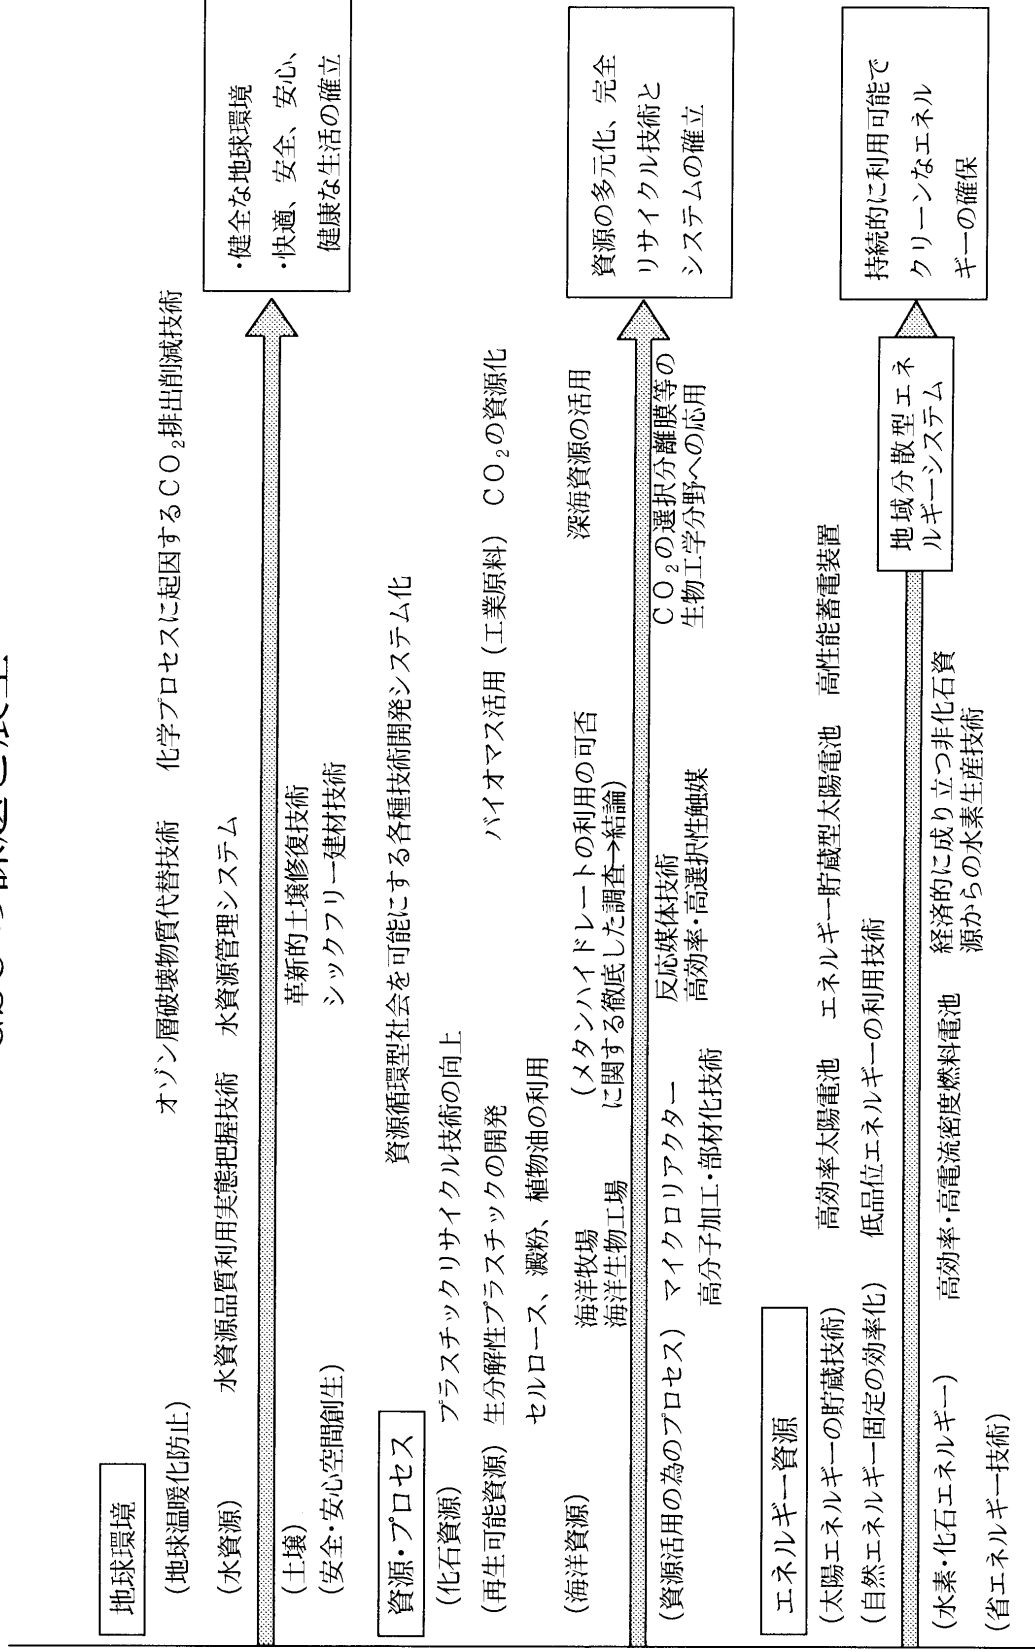 地球環境
(地球温暖化防止)
オゾン層破壊物質代替技術
化学プロセスに起因するCO2排出削減技術
(水資源)
水資源品質利用実態把握技術
水資源管理システム
・健全な地球環境
・快適、安全、安心、
健康な生活の確立
(土壌)
革新的土壌修復技術
(安全・安心空間創生)
シックフリー建材技術
資源・プロセス
資源循環型社会を可能にする各種技術開発システム化
(化石資源)
プラスチックリサイクル技術の向上
(再生可能資源)
生分解性プラスチックの開発
バイオマス活用(工業原料)
CO2の資源化
セルロース、澱粉、植物油の利用
(海洋資源)
海洋牧場
海洋生物工場
(メタンハイドレートの利用の可否
に関する徹底した調査→結論)
深海資源の活用
資源の多元化、完全
リサイクル技術と
システムの確立
(資源活用の為のプロセス)
マイクロリアクター
高分子加工・部材化技術
反応媒体技術
高効率・高選択性触媒
CO2の選択分離膜等の
生物工学分野への応用
エネルギー資源
(太陽エネルギーの貯蔵技術)
高効率太陽電池
エネルギー貯蔵型太陽電池
高性能蓄電装置
(自然エネルギー固定の効率化)
低品位エネルギーの利用技術
地域分散型エネ
ルギーシステム
持続的に利用可能で
クリーンなエネル
ギーの確保
(水素・化石エネルギー)
高効率・高電流密度燃料電池
経済的に成り立つ非化石資
源からの水素生産技術
(省エネルギー技術)